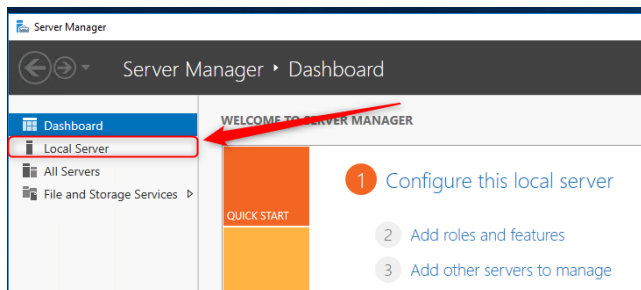 Server Manager
Server Manager ‣ Dashboard
Dashboard
Local Server
All Servers
File and Storage Services
WELCOME TO SERVER MANAGER
QUICK START
1 Configure this local server
2 Add roles and features
3 Add other servers to manage